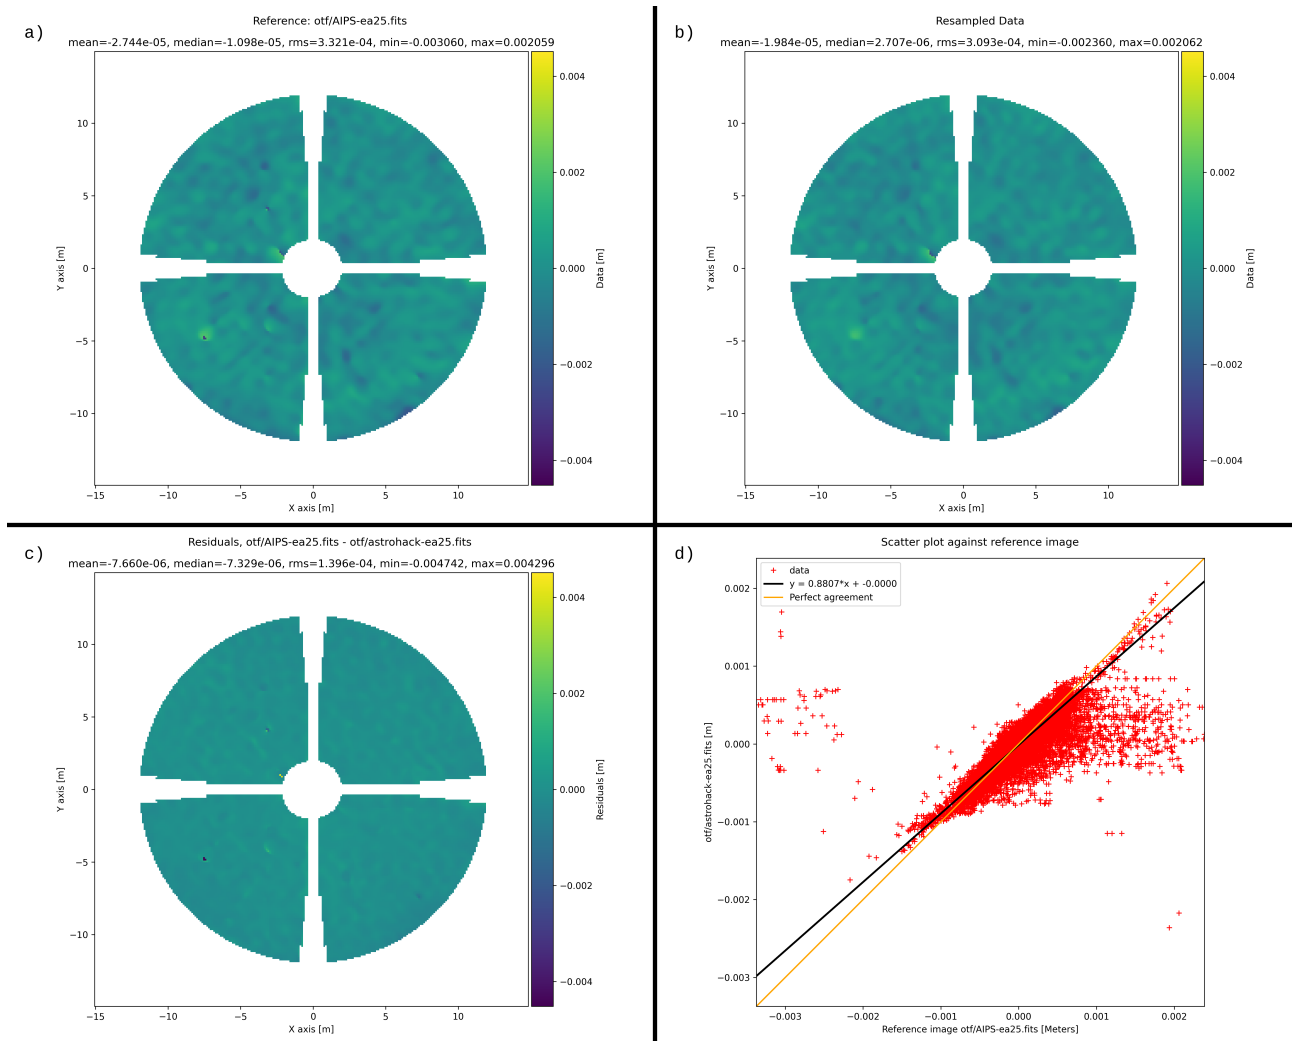 a)
Reference: otf/AIPS-ea25.fits
mean=-2.744e-05, median=-1.098e-05, rms=3.321e-04, min=-0.003060, max=0.002059
10
5
0
−5
−10
Y axis [m]
−15
−10
−5
0
5
10
X axis [m]
0.004
0.002
0.000
−0.002
−0.004
Data [m]
b)
Resampled Data
mean=-1.984e-05, median=2.707e-06, rms=3.093e-04, min=-0.002360, max=0.002062
10
5
0
−5
−10
Y axis [m]
−15
−10
−5
0
5
10
X axis [m]
0.004
0.002
0.000
−0.002
−0.004
Data [m]
c)
Residuals, otf/AIPS-ea25.fits - otf/astrohack-ea25.fits
mean=-7.660e-06, median=-7.329e-06, rms=1.396e-04, min=-0.004742, max=0.004296
10
5
0
−5
−10
Y axis [m]
−15
−10
−5
0
5
10
X axis [m]
0.004
0.002
0.000
−0.002
−0.004
Residuals [m]
d)
Scatter plot against reference image
data
y = 0.8807*x + -0.0000
Perfect agreement
0.002
0.001
0.000
−0.001
−0.002
−0.003
otf/astrohack-ea25.fits [m]
−0.003
−0.002
−0.001
0.000
0.001
0.002
Reference image otf/AIPS-ea25.fits [Meters]